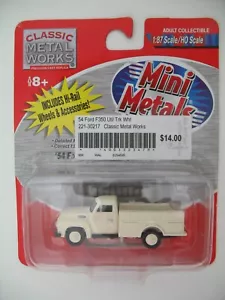 CLASSIC
METAL
WORKS
ADULT COLLECTIBLE
1:87 Scale/HO Scale
8+
INCLUDES Hi-Rail
Wheels & Accessories!
Mini
Metals
54 Ford F350 Util Trk Wht
221-30217 Classic Metal Works
$14.00
'54 F